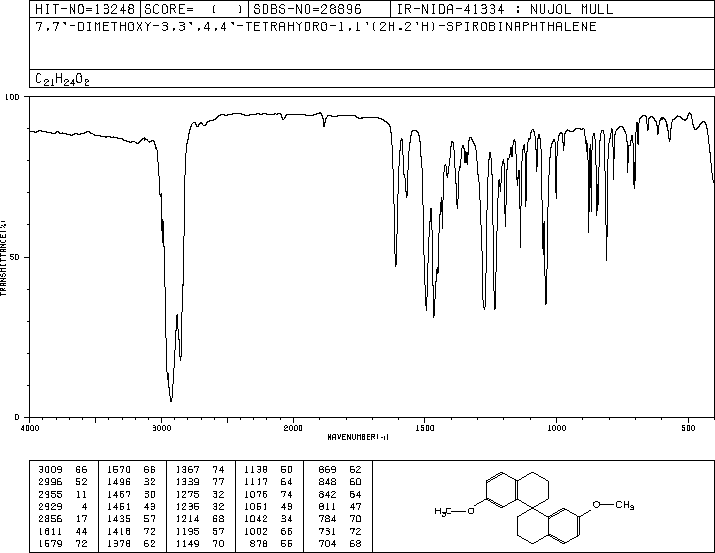 HIT-NO=13248 SCORE= ( ) SDBS-NO=28896 IR-NIDA-41334 : NUJOL MULL
7,7'-DIMETHOXY-3,3',4,4'-TETRAHYDRO-1,1'(2H,2'H)-SPIROBINAPHTHALENE
C21H24O2
100
50
0
TRANSMITTANCE(%)
4000 3000 2000 1500 1000 500
WAVENUMBER(-1)
3009 66 1570 66 1367 74 1138 50 869 62
2996 52 1496 32 1339 77 1117 64 848 60
2955 11 1467 30 1275 32 1076 74 842 64
2929 4 1451 49 1236 32 1051 49 811 47
2856 17 1435 57 1214 68 1042 34 784 70
1611 44 1418 72 1195 57 1002 66 731 72
1579 72 1378 62 1149 70 878 55 704 68
H3C O
O CH3